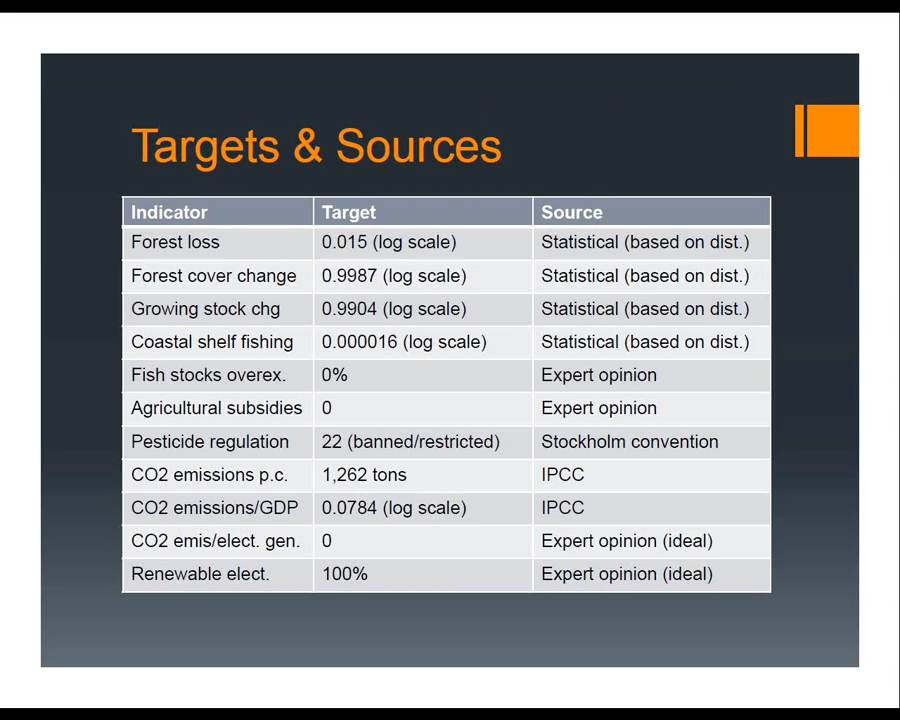 Targets & Sources
Indicator Target Source
Forest loss 0.015 (log scale) Statistical (based on dist.)
Forest cover change 0.9987 (log scale) Statistical (based on dist.)
Growing stock chg 0.9904 (log scale) Statistical (based on dist.)
Coastal shelf fishing 0.000016 (log scale) Statistical (based on dist.)
Fish stocks overex. 0% Expert opinion
Agricultural subsidies 0 Expert opinion
Pesticide regulation 22 (banned/restricted) Stockholm convention
CO2 emissions p.c. 1,262 tons IPCC
CO2 emissions/GDP 0.0784 (log scale) IPCC
CO2 emis/elect. gen. 0 Expert opinion (ideal)
Renewable elect. 100% Expert opinion (ideal)